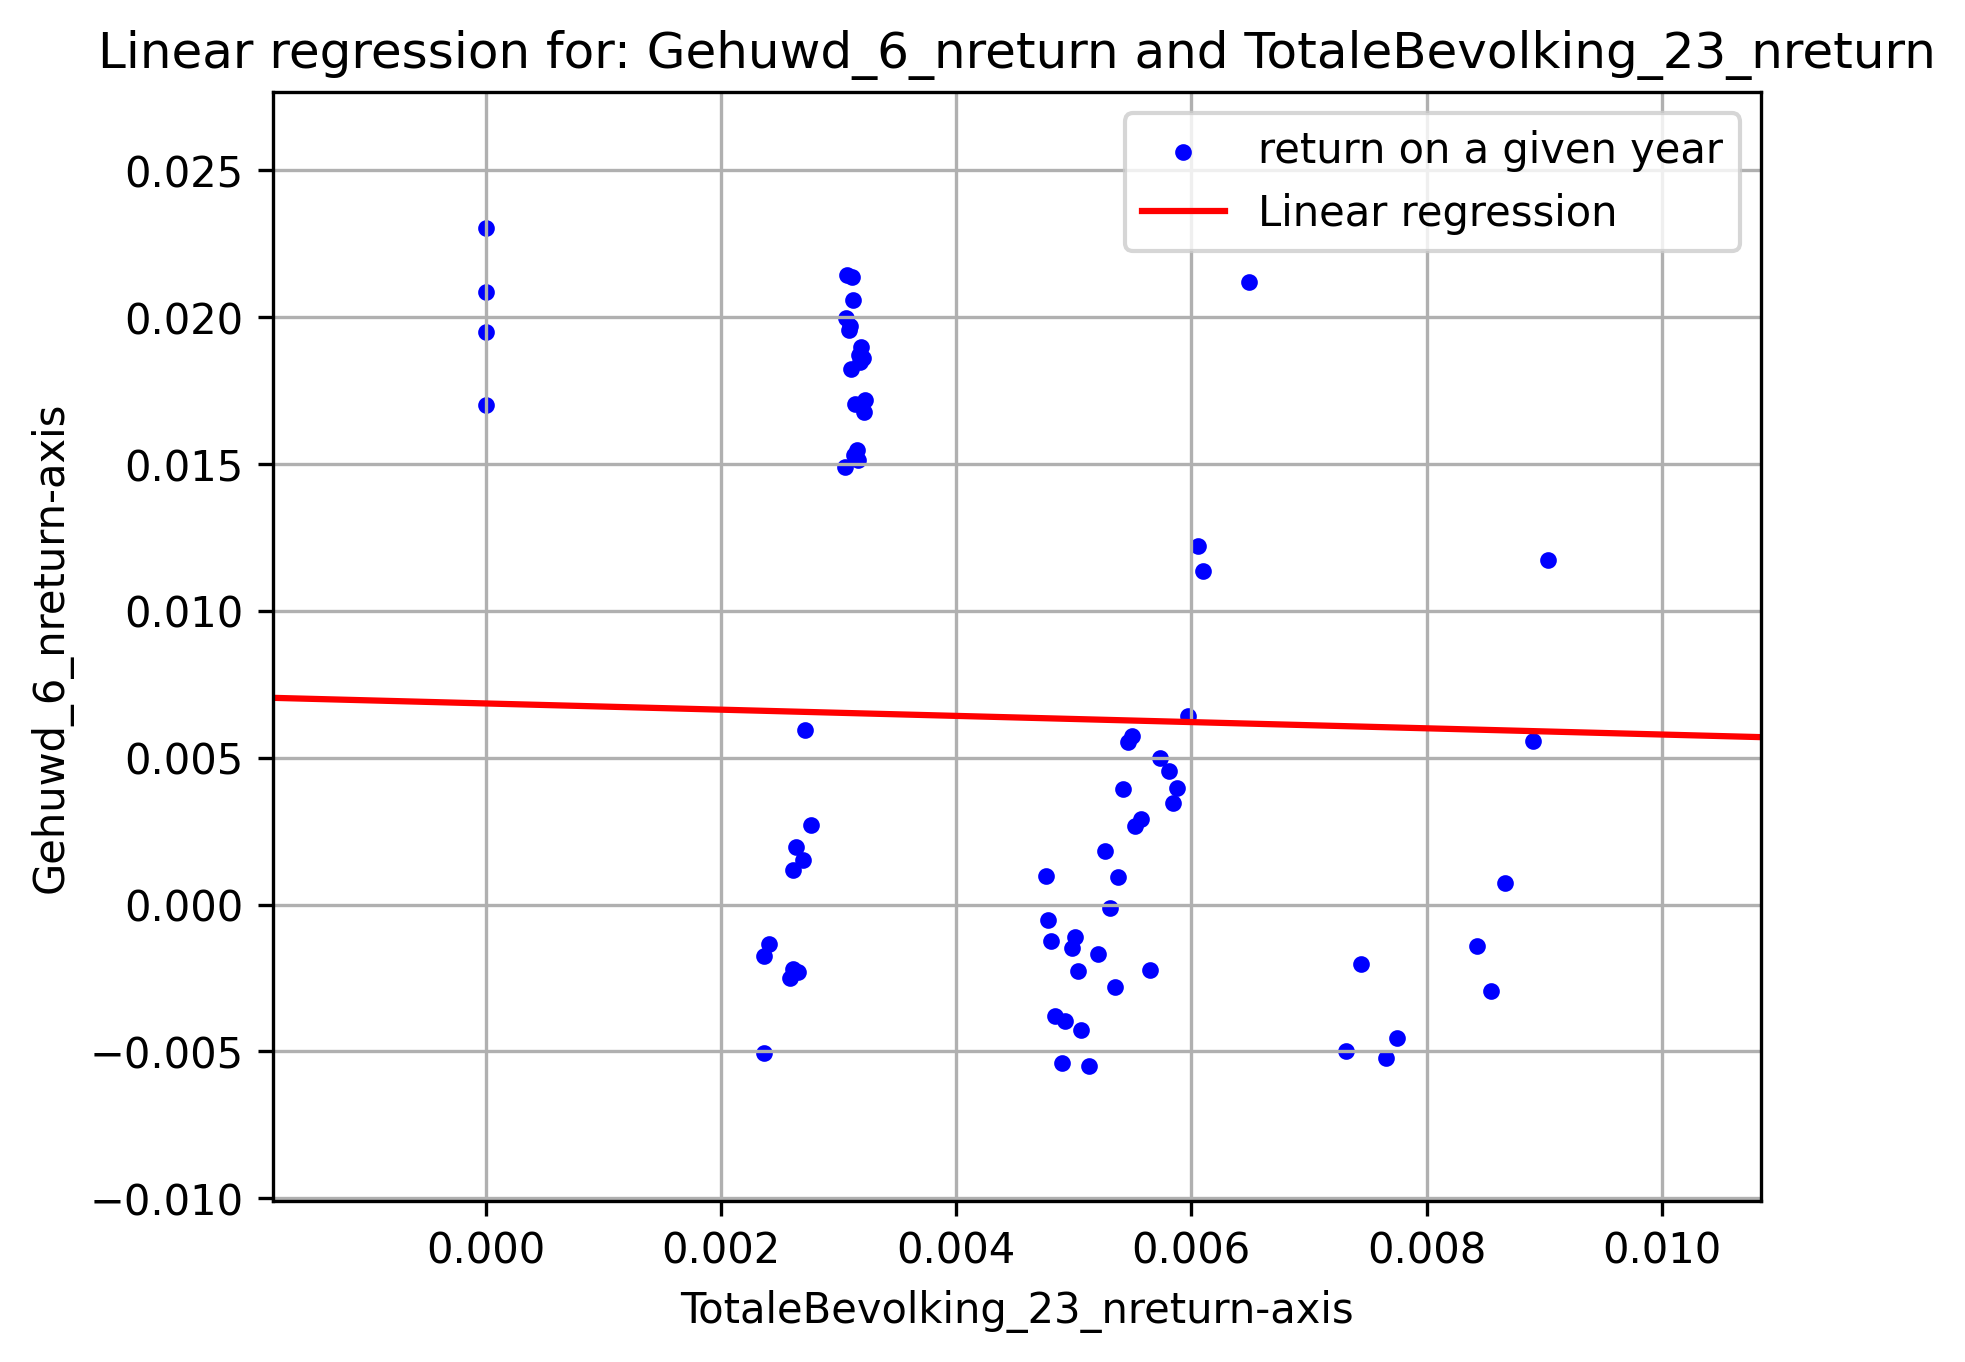 Linear regression for: Gehuwd_6_nreturn and TotaleBevolking_23_nreturn
return on a given year
Linear regression
Gehuwd_6_nreturn-axis
0.025
0.020
0.015
0.010
0.005
0.000
−0.005
−0.010
0.000 0.002 0.004 0.006 0.008 0.010
TotaleBevolking_23_nreturn-axis